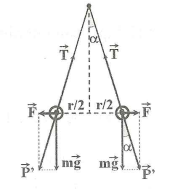 α
T⃗ T⃗
F⃗ r/2 r/2 F⃗
α
P⃗' mg⃗ mg⃗ P⃗'